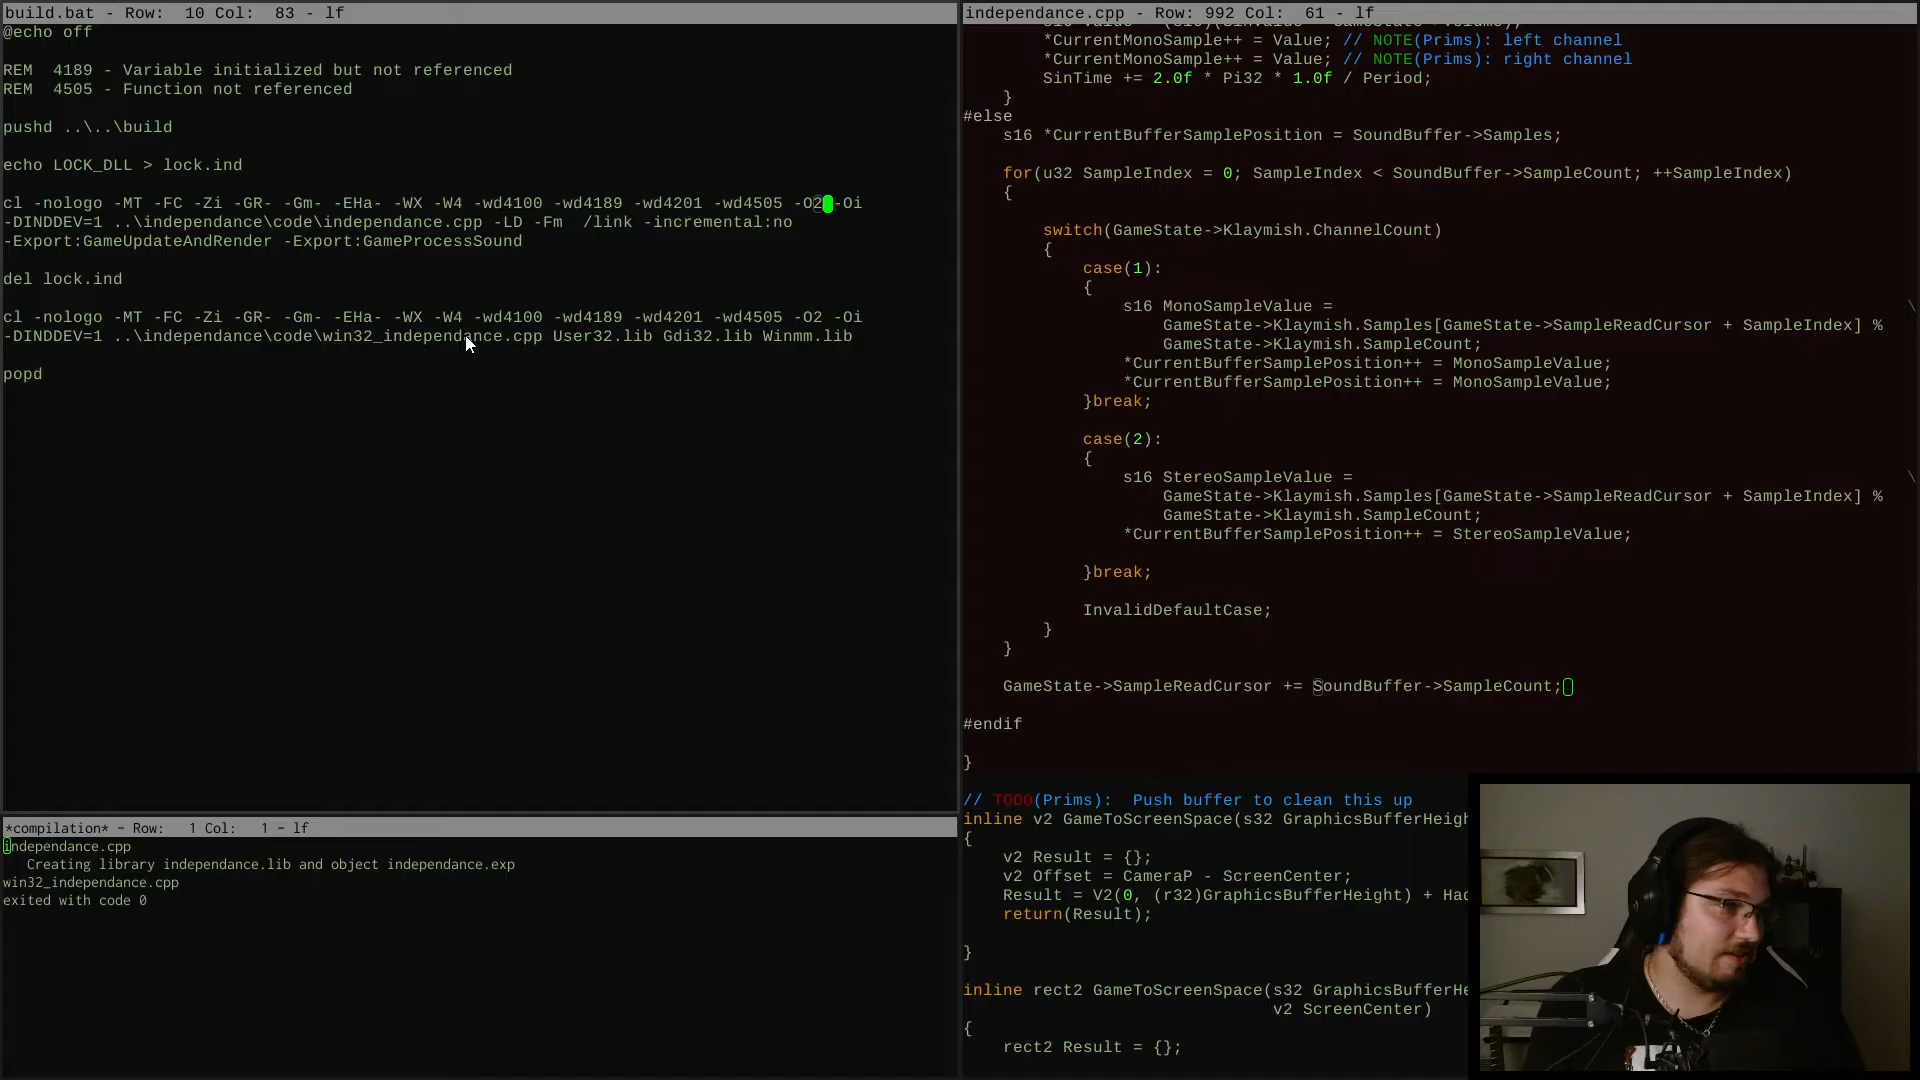 build.bat - Row:  10 Col:  83 - lf
@echo off
REM  4189 - Variable initialized but not referenced
REM  4505 - Function not referenced
pushd ..\..\build
echo LOCK_DLL > lock.ind
cl -nologo -MT -FC -Zi -GR- -Gm- -EHa- -WX -W4 -wd4100 -wd4189 -wd4201 -wd4505 -O2 -Oi
-DINDDEV=1 ..\independance\code\independance.cpp -LD -Fm  /link -incremental:no
-Export:GameUpdateAndRender -Export:GameProcessSound
del lock.ind
cl -nologo -MT -FC -Zi -GR- -Gm- -EHa- -WX -W4 -wd4100 -wd4189 -wd4201 -wd4505 -O2 -Oi
-DINDDEV=1 ..\independance\code\win32_independance.cpp User32.lib Gdi32.lib Winmm.lib
popd
*compilation* - Row:   1 Col:   1 - lf
independance.cpp
   Creating library independance.lib and object independance.exp
win32_independance.cpp
exited with code 0
independance.cpp - Row: 992 Col:  61 - lf
        *CurrentMonoSample++ = Value; // NOTE(Prims): left channel
        *CurrentMonoSample++ = Value; // NOTE(Prims): right channel
        SinTime += 2.0f * Pi32 * 1.0f / Period;
    }
#else
    s16 *CurrentBufferSamplePosition = SoundBuffer->Samples;
    for(u32 SampleIndex = 0; SampleIndex < SoundBuffer->SampleCount; ++SampleIndex)
    {
        switch(GameState->Klaymish.ChannelCount)
        {
            case(1):
            {
                s16 MonoSampleValue = \
                    GameState->Klaymish.Samples[GameState->SampleReadCursor + SampleIndex] %
                    GameState->Klaymish.SampleCount;
                *CurrentBufferSamplePosition++ = MonoSampleValue;
                *CurrentBufferSamplePosition++ = MonoSampleValue;
            }break;
            case(2):
            {
                s16 StereoSampleValue = \
                    GameState->Klaymish.Samples[GameState->SampleReadCursor + SampleIndex] %
                    GameState->Klaymish.SampleCount;
                *CurrentBufferSamplePosition++ = StereoSampleValue;
            }break;
            InvalidDefaultCase;
        }
    }
    GameState->SampleReadCursor += SoundBuffer->SampleCount;
#endif
}
// TODO(Prims):  Push buffer to clean this up
inline v2 GameToScreenSpace(s32 GraphicsBufferHeigh
{
    v2 Result = {};
    v2 Offset = CameraP - ScreenCenter;
    Result = V2(0, (r32)GraphicsBufferHeight) + Had
    return(Result);
}
inline rect2 GameToScreenSpace(s32 GraphicsBufferHe
                               v2 ScreenCenter)
{
    rect2 Result = {};